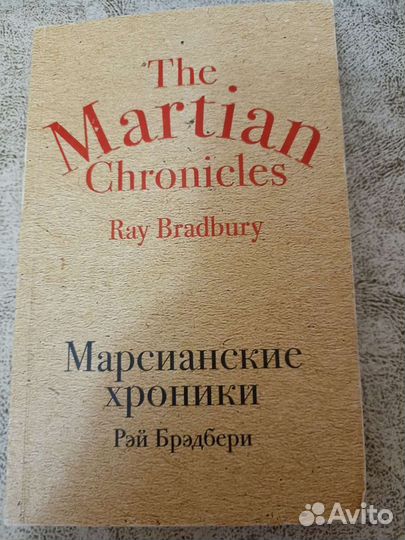 The
Martian
Chronicles
Ray Bradbury
Марсианские
хроники
Рэй Брэдбери
Avito